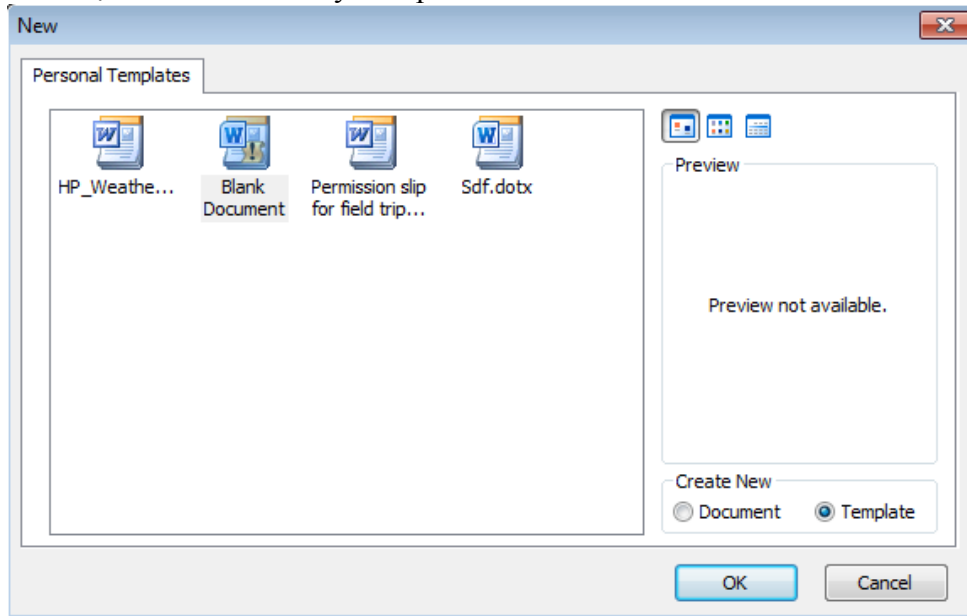 New
Personal Templates
HP_Weathe...
Blank
Document
Permission slip
for field trip...
Sdf.dotx
Preview
Preview not available.
Create New
Document
Template
OK
Cancel